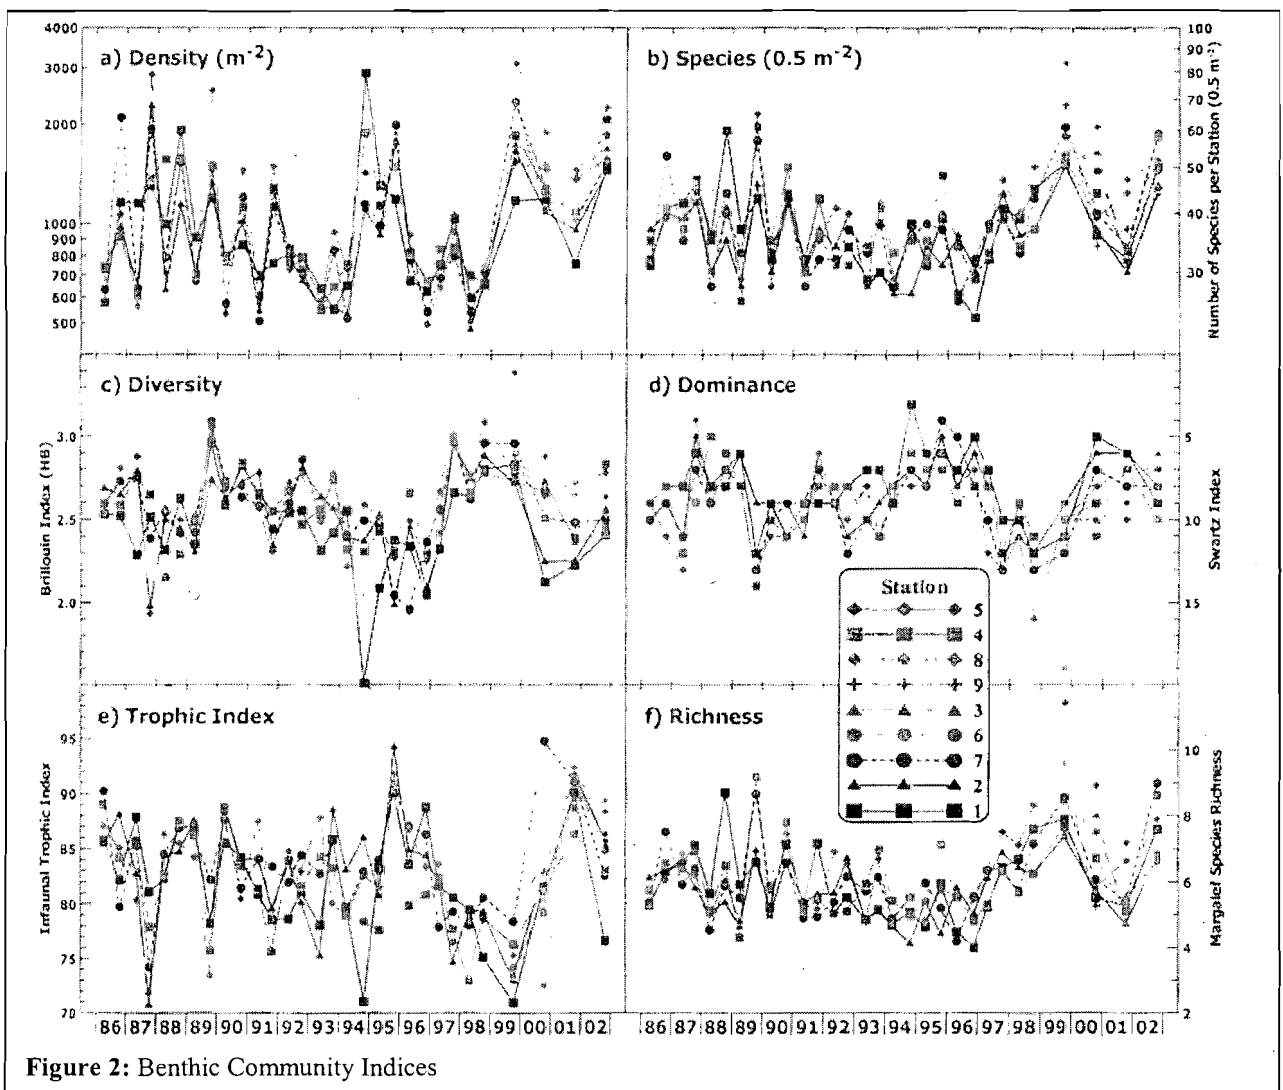 a) Density (m-2)
4000
3000
2000
1000
900
800
700
600
500
b) Species (0.5 m-2)
100
90
80
70
60
50
40
30
Number of Species per Station (0.5 m-2)
c) Diversity
3.0
2.5
2.0
Brillouin Index (HB)
d) Dominance
5
10
15
Swartz Index
Station
5
4
8
9
3
6
7
2
1
e) Trophic Index
95
90
85
80
75
70
Infaunal Trophic Index
f) Richness
10
8
6
4
2
Margalef Species Richness
86 87 88 89 90 91 92 93 94 95 96 97 98 99 00 01 02
86 87 88 89 90 91 92 93 94 95 96 97 98 99 00 01 02
Figure 2: Benthic Community Indices